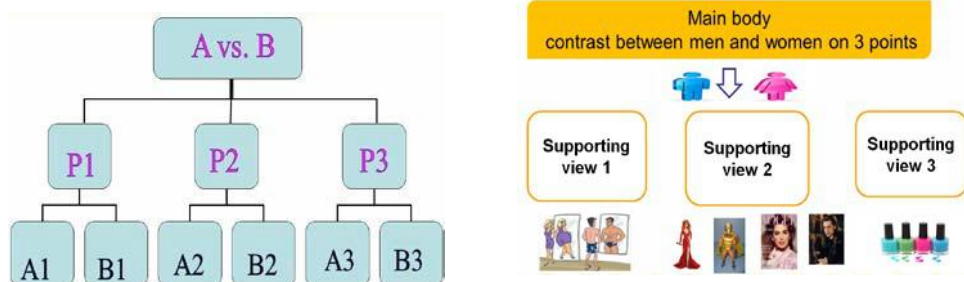 A vs. B
P1
P2
P3
A1
B1
A2
B2
A3
B3
Main body
contrast between men and women on 3 points
Supporting
view 1
Supporting
view 2
Supporting
view 3